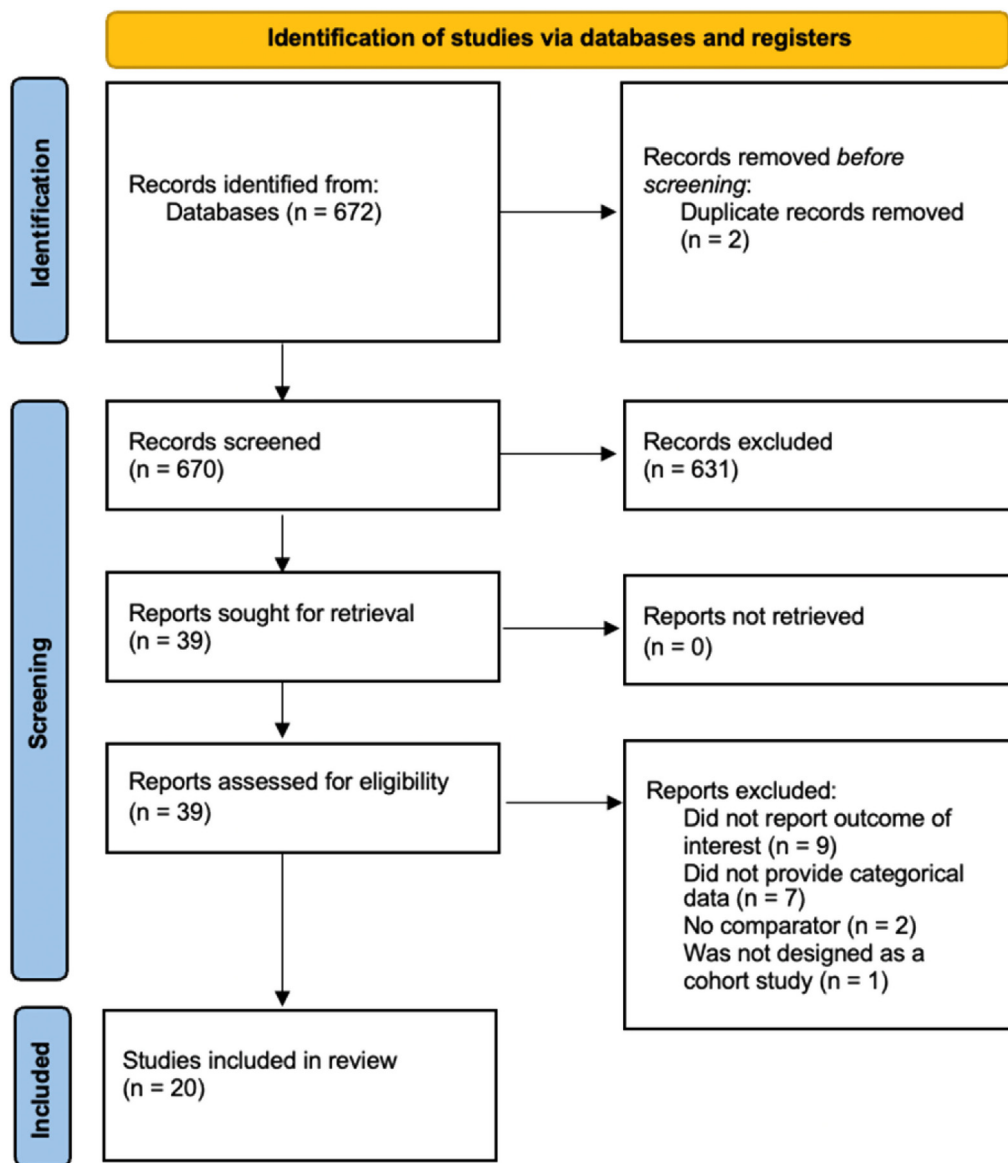 Identification of studies via databases and registers
Identification
Records identified from:
Databases (n = 672)
Records removed before
screening:
Duplicate records removed
(n = 2)
Screening
Records screened
(n = 670)
Records excluded
(n = 631)
Reports sought for retrieval
(n = 39)
Reports not retrieved
(n = 0)
Reports assessed for eligibility
(n = 39)
Reports excluded:
Did not report outcome of
interest (n = 9)
Did not provide categorical
data (n = 7)
No comparator (n = 2)
Was not designed as a
cohort study (n = 1)
Included
Studies included in review
(n = 20)